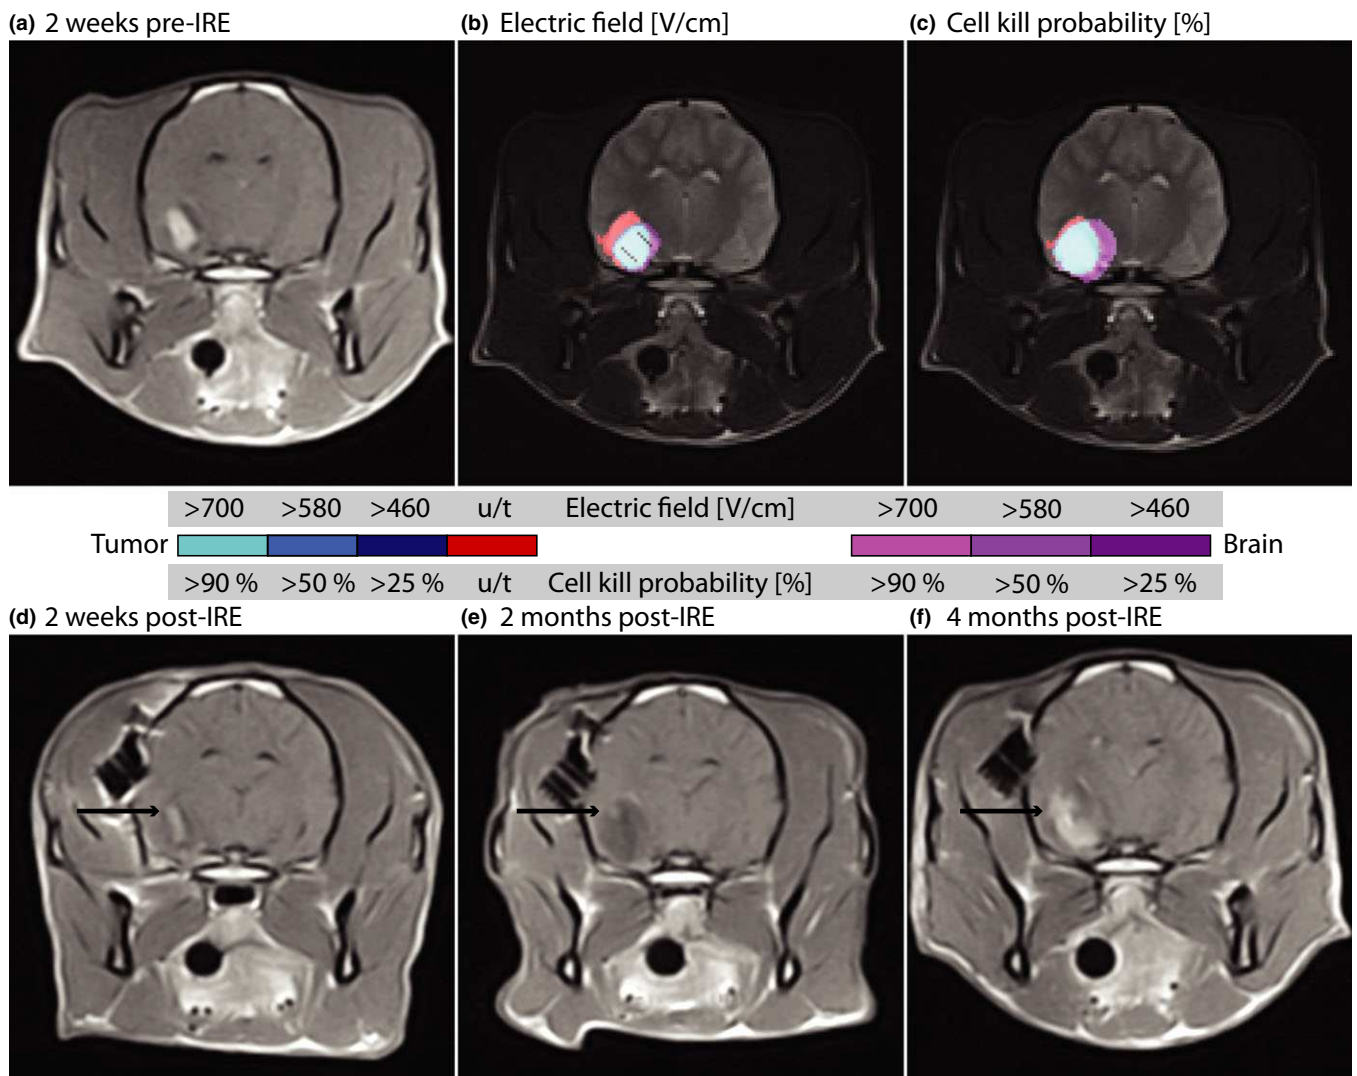 (a) 2 weeks pre-IRE
(b) Electric field [V/cm]
(c) Cell kill probability [%]
>700 >580 >460 u/t Electric field [V/cm] >700 >580 >460
Tumor Brain
>90 % >50 % >25 % u/t Cell kill probability [%] >90 % >50 % >25 %
(d) 2 weeks post-IRE
(e) 2 months post-IRE
(f) 4 months post-IRE